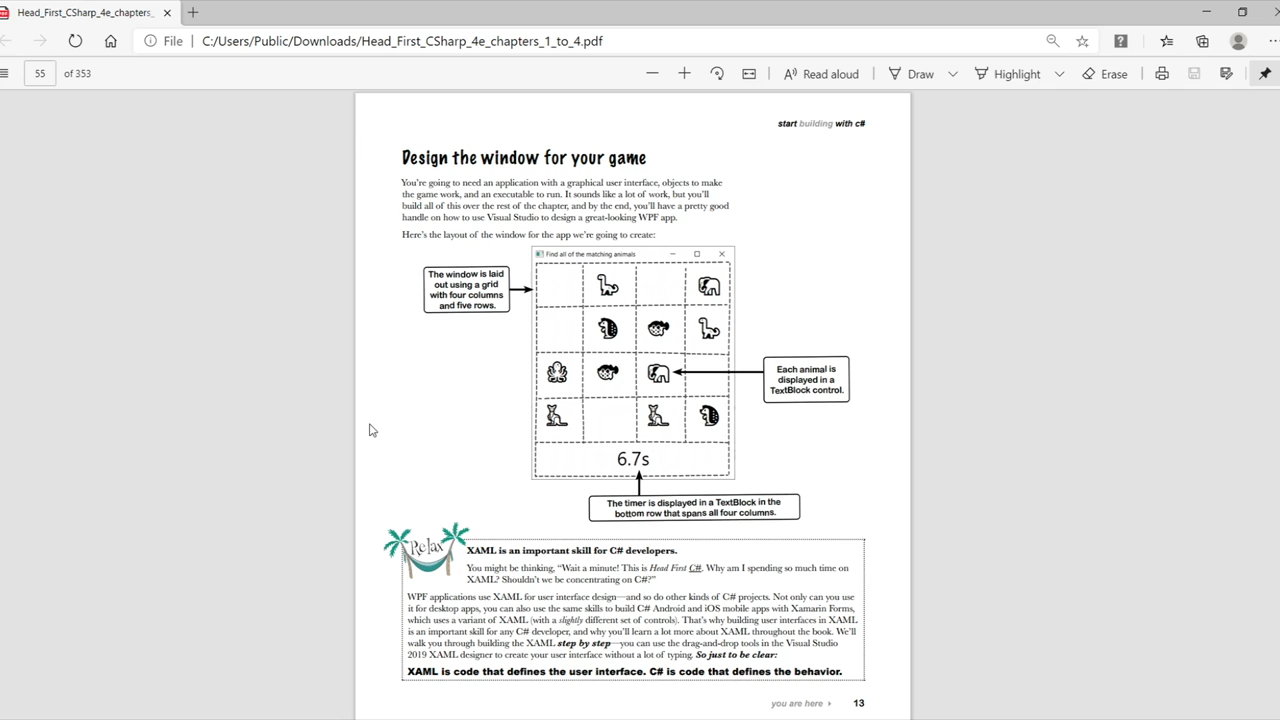 Head_First_CSharp_4e_chapters_
File C:/Users/Public/Downloads/Head_First_CSharp_4e_chapters_1_to_4.pdf
55 of 353
Read aloud
Draw
Highlight
Erase
start building with c#
Design the window for your game
You're going to need an application with a graphical user interface, objects to make
the game work, and an executable to run. It sounds like a lot of work, but you'll
build all of this over the rest of the chapter, and by the end, you'll have a pretty good
handle on how to use Visual Studio to design a great-looking WPF app.
Here's the layout of the window for the app we're going to create:
Find all of the matching animals
The window is laid
out using a grid
with four columns
and five rows.
Each animal is
displayed in a
TextBlock control.
6.7s
The timer is displayed in a TextBlock in the
bottom row that spans all four columns.
Relax
XAML is an important skill for C# developers.
You might be thinking, "Wait a minute! This is Head First C#. Why am I spending so much time on
XAML? Shouldn't we be concentrating on C#?"
WPF applications use XAML for user interface design—and so do other kinds of C# projects. Not only can you use
it for desktop apps, you can also use the same skills to build C# Android and iOS mobile apps with Xamarin Forms,
which uses a variant of XAML (with a slightly different set of controls). That's why building user interfaces in XAML
is an important skill for any C# developer, and why you'll learn a lot more about XAML throughout the book. We'll
walk you through building the XAML step by step—you can use the drag-and-drop tools in the Visual Studio
2019 XAML designer to create your user interface without a lot of typing. So just to be clear:
XAML is code that defines the user interface. C# is code that defines the behavior.
you are here 13